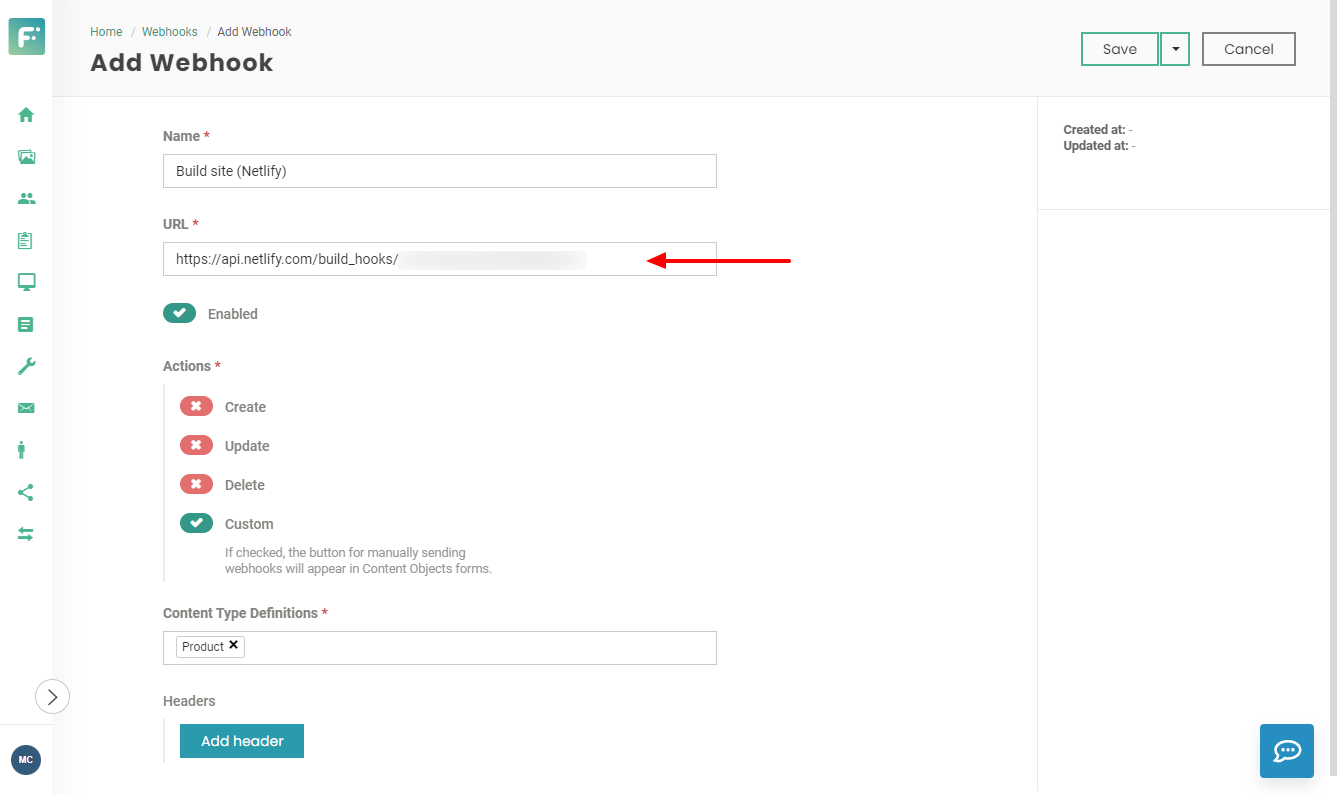 Home / Webhooks / Add Webhook
Add Webhook
Save
Cancel
Name *
Build site (Netlify)
URL *
https://api.netlify.com/build_hooks/
Enabled
Actions *
Create
Update
Delete
Custom
If checked, the button for manually sending
webhooks will appear in Content Objects forms.
Content Type Definitions *
Product
Headers
Add header
Created at: -
Updated at: -
MC